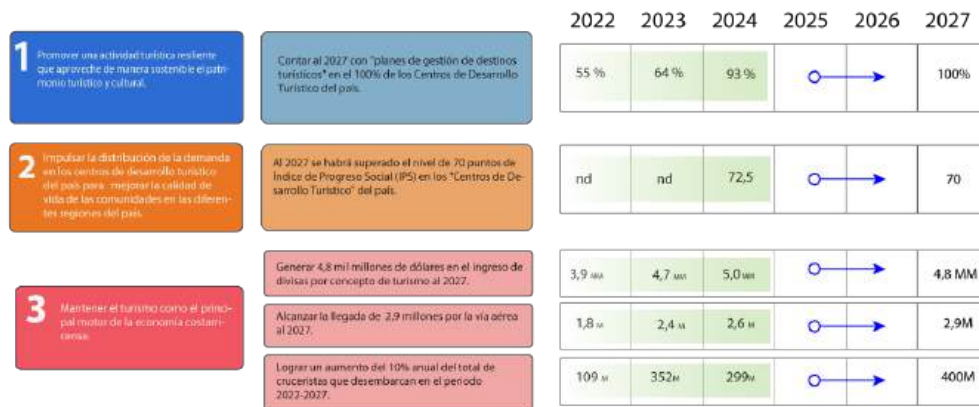 2022 2023 2024 2025 2026 2027
1
Promover una actividad turística resiliente
que aproveche de manera sostenible el patri-
monio turístico y cultural.
Contar al 2027 con "planes de gestión de destinos
turísticos" en el 100% de los Centros de Desarrollo
Turístico del país.
55 % 64 % 93 % 100%
2
Impulsar la distribución de la demanda
en los centros de desarrollo turístico
del país para mejorar la calidad de
vida de las comunidades en las diferen-
tes regiones del país.
Al 2027 se habrá superado el nivel de 70 puntos de
Índice de Progreso Social (IPS) en los "Centros de De-
sarrollo Turístico" del país.
nd nd 72,5 70
3
Mantener el turismo como el princi-
pal motor de la economía costarri-
cense.
Generar 4,8 mil millones de dólares en el ingreso de
divisas por concepto de turismo al 2027.
3,9 MM 4,7 MM 5,0 MM 4,8 MM
Alcanzar la llegada de 2,9 millones por la vía aérea
al 2027.
1,8 M 2,4 M 2,6 M 2,9M
Lograr un aumento del 10% anual del total de
cruceristas que desembarcan en el periodo
2022-2027.
109 M 352M 299M 400M